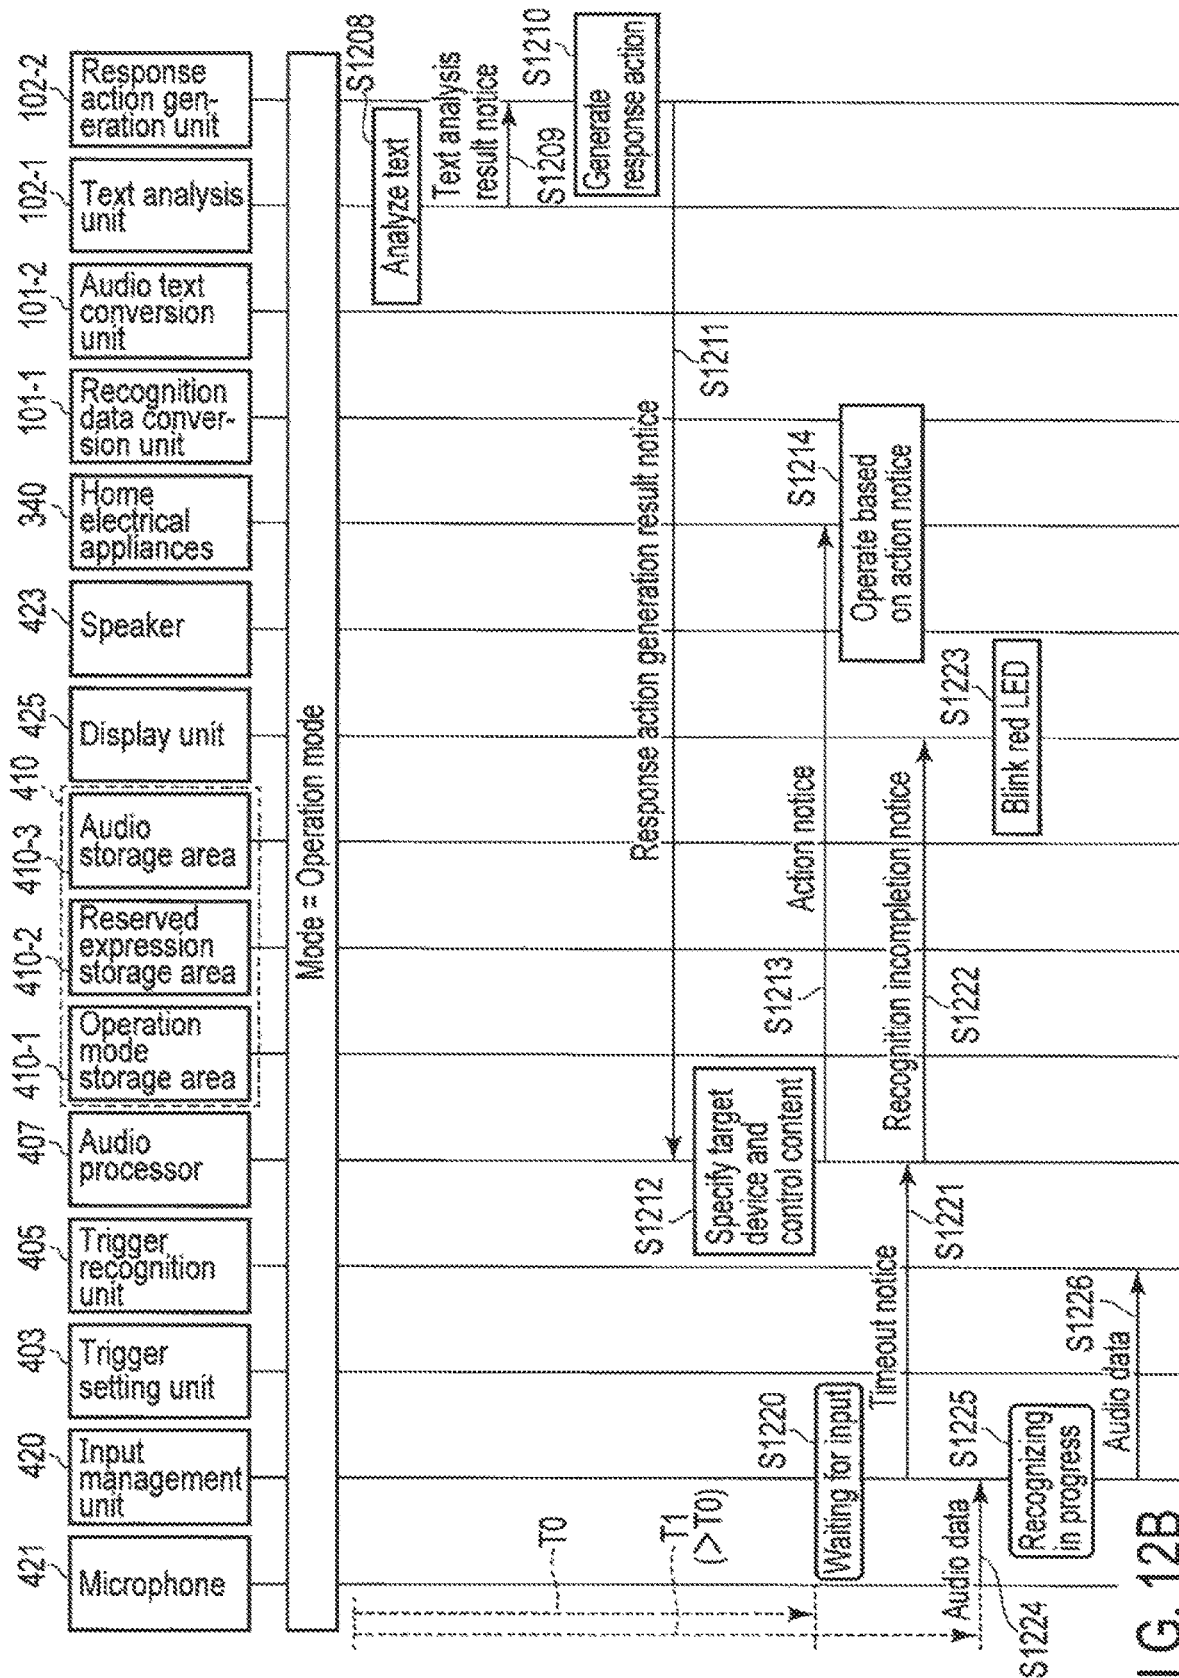 421
Microphone
420
Input
management
unit
403
Trigger
setting unit
405
Trigger
recognition
unit
407
Audio
processor
410-1
Operation
mode
storage area
410-2
Reserved
expression
storage area
410-3
410
Audio
storage area
425
Display unit
423
Speaker
340
Home
electrical
appliances
101-1
Recognition
data conver-
sion unit
101-2
Audio text
conversion
unit
102-1
Text analysis
unit
102-2
Response
action gen-
eration unit
Mode = Operation mode
S1208
Analyze text
Text analysis
result notice
S1209
S1210
Generate
response action
Response action generation result notice
S1211
T0
T1
(>T0)
S1212
Specify target
device and
control content
Action notice
S1213
S1214
Operate based
on action notice
S1220
Waiting for input
Timeout notice
S1221
Recognition incompletion notice
S1222
S1223
Blink red LED
Audio data
S1224
S1225
Recognizing
in progress
Audio data
S1226
IG. 12B